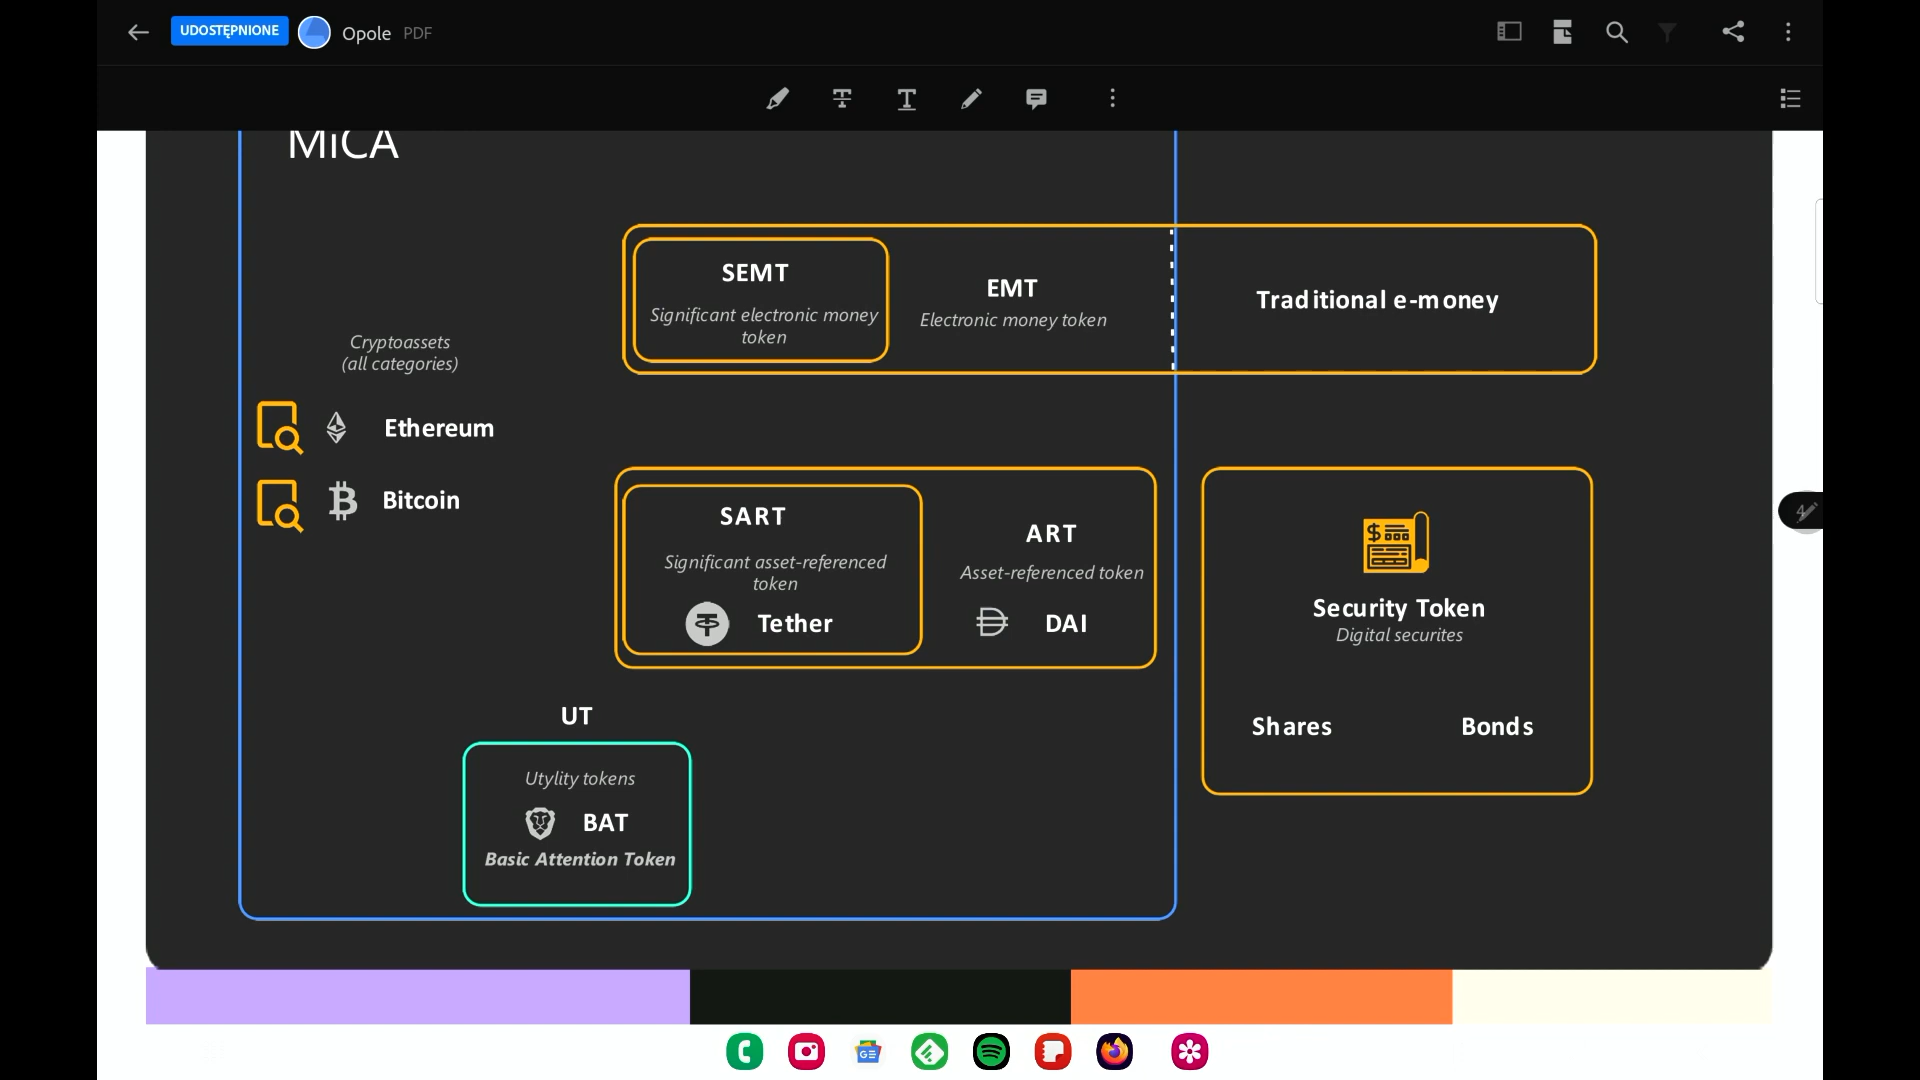 UDOSTĘPNIONE
Opole PDF
MiCA
SEMT
Significant electronic money
token
EMT
Electronic money token
Traditional e-money
Cryptoassets
(all categories)
Ethereum
Bitcoin
SART
Significant asset-referenced
token
Tether
ART
Asset-referenced token
DAI
Security Token
Digital securites
Shares
Bonds
UT
Utylity tokens
BAT
Basic Attention Token
4
GE